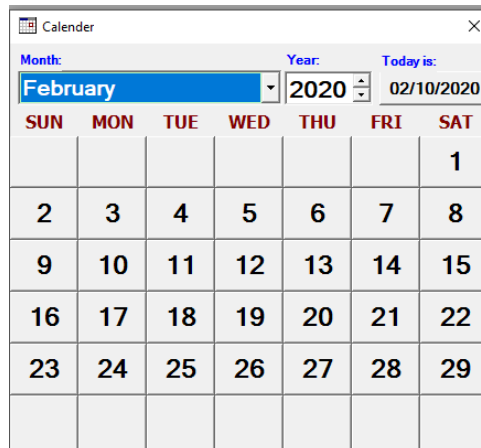 Calender
Month: Year: Today is:
February 2020 02/10/2020
SUN MON TUE WED THU FRI SAT
1
2 3 4 5 6 7 8
9 10 11 12 13 14 15
16 17 18 19 20 21 22
23 24 25 26 27 28 29